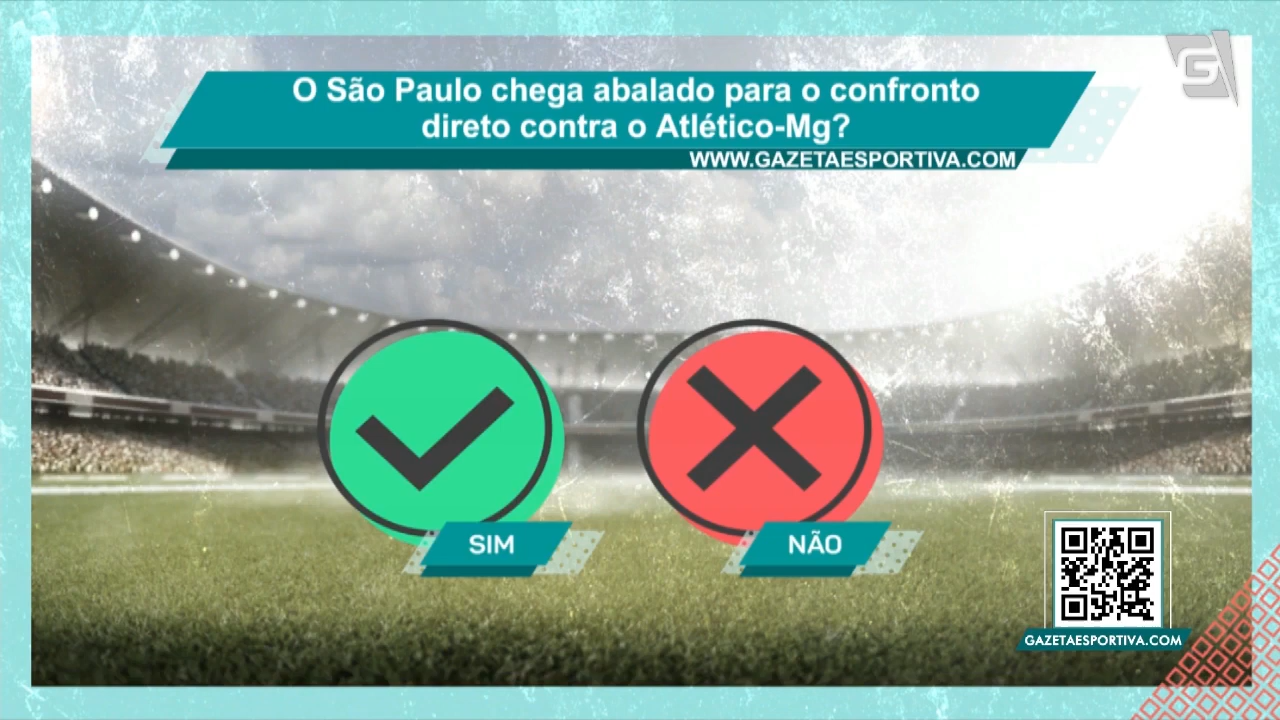 O São Paulo chega abalado para o confronto
direto contra o Atlético-Mg?
WWW.GAZETAESPORTIVA.COM
SIM
NÃO
GAZETAESPORTIVA.COM